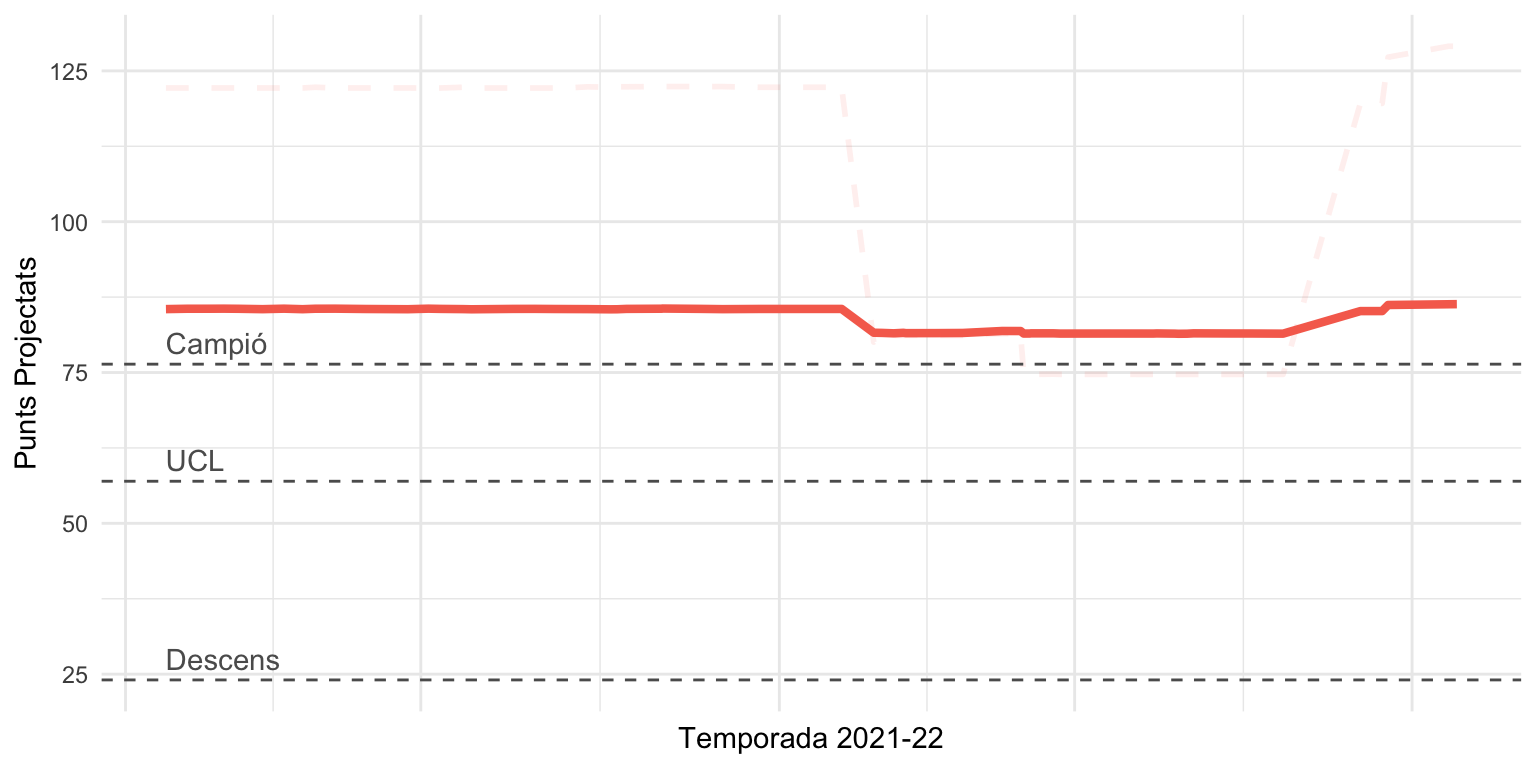 125
100
75
50
25
Punts Projectats
Campió
UCL
Descens
Temporada 2021-22